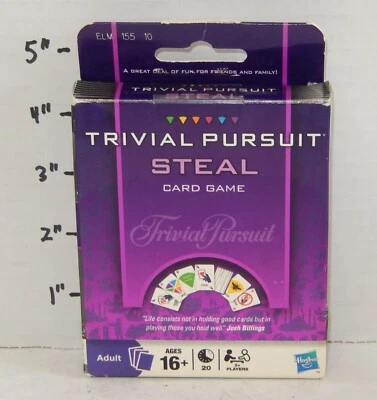 5"
ELM 155 10
A GREAT DEAL OF FUN FOR FRIENDS AND FAMILY!
TRIVIAL PURSUIT
4"
TRIVIAL PURSUIT
STEAL
3"
CARD GAME
2"
Trivial Pursuit
1"
"Life consists not in holding good cards but in
playing those you hold well" Josh Billings
Adult
AGES
16+
20
PLAYERS
Hasbro